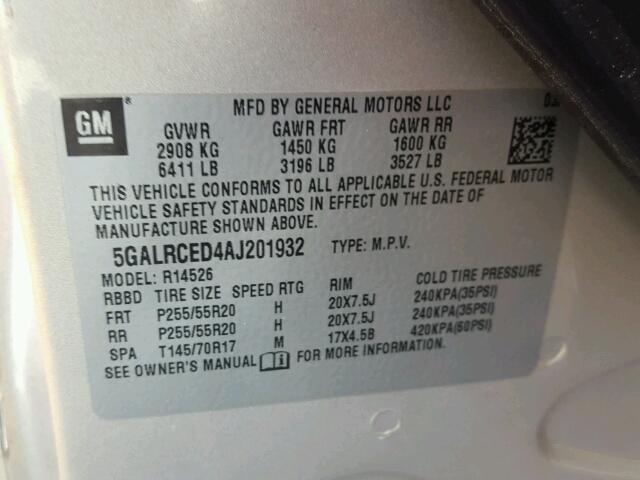 GM ® MFD BY GENERAL MOTORS LLC
GVWR GAWR FRT GAWR RR
2908 KG 1450 KG 1600 KG
6411 LB 3196 LB 3527 LB
THIS VEHICLE CONFORMS TO ALL APPLICABLE U.S. FEDERAL MOTOR
VEHICLE SAFETY STANDARDS IN EFFECT ON THE DATE OF
MANUFACTURE SHOWN ABOVE.
5GALRCED4AJ201932 TYPE: M.P.V.
MODEL: R14526
RBBD TIRE SIZE SPEED RTG RIM COLD TIRE PRESSURE
FRT P255/55R20 H 20X7.5J 240KPA(35PSI)
RR P255/55R20 H 20X7.5J 240KPA(35PSI)
SPA T145/70R17 M 17X4.5B 420KPA(60PSI)
SEE OWNER'S MANUAL i FOR MORE INFORMATION.